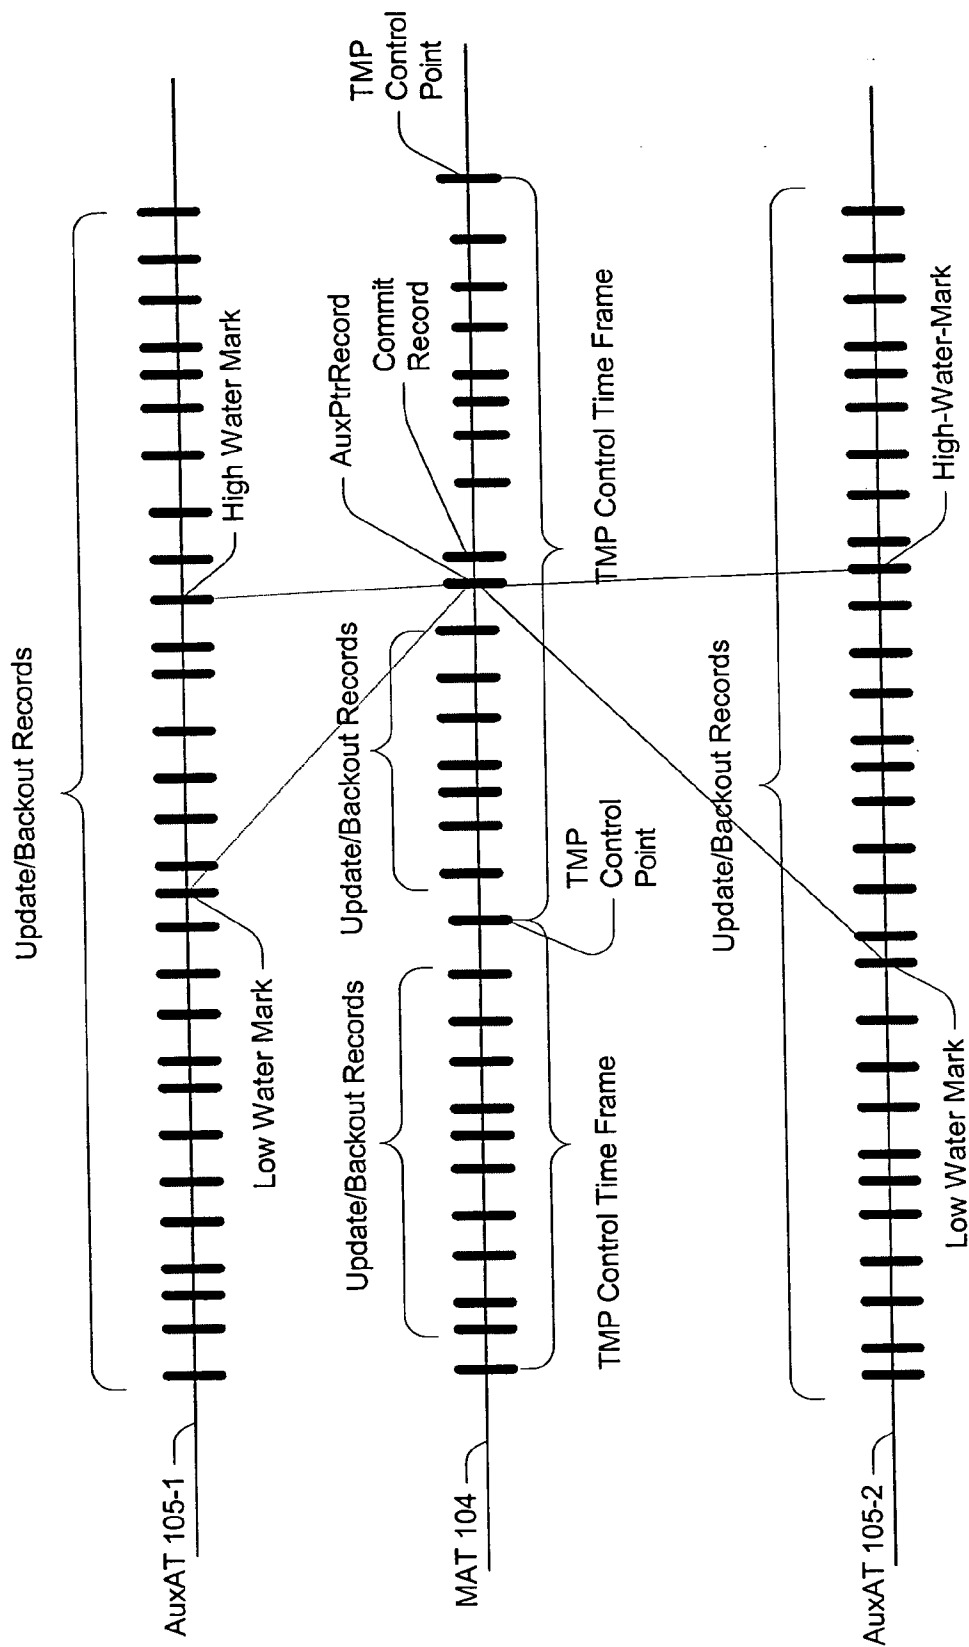 Update/Backout Records
AuxAT 105-1
High Water Mark
Low Water Mark
TMP
Control
Point
AuxPtrRecord
Commit
Record
Update/Backout Records
Update/Backout Records
MAT 104
TMP
Control
Point
TMP Control Time Frame
TMP Control Time Frame
Update/Backout Records
AuxAT 105-2
High-Water-Mark
Low Water Mark